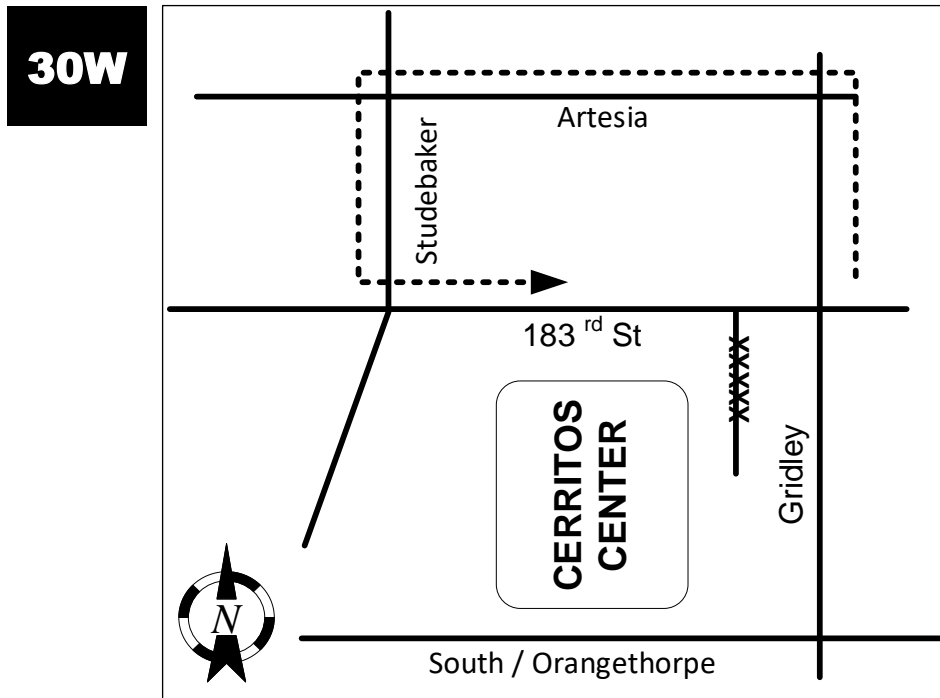 30W
Artesia
Studebaker
183 rd St
XXXXX
CERRITOS
CENTER
Gridley
N
South / Orangethorpe